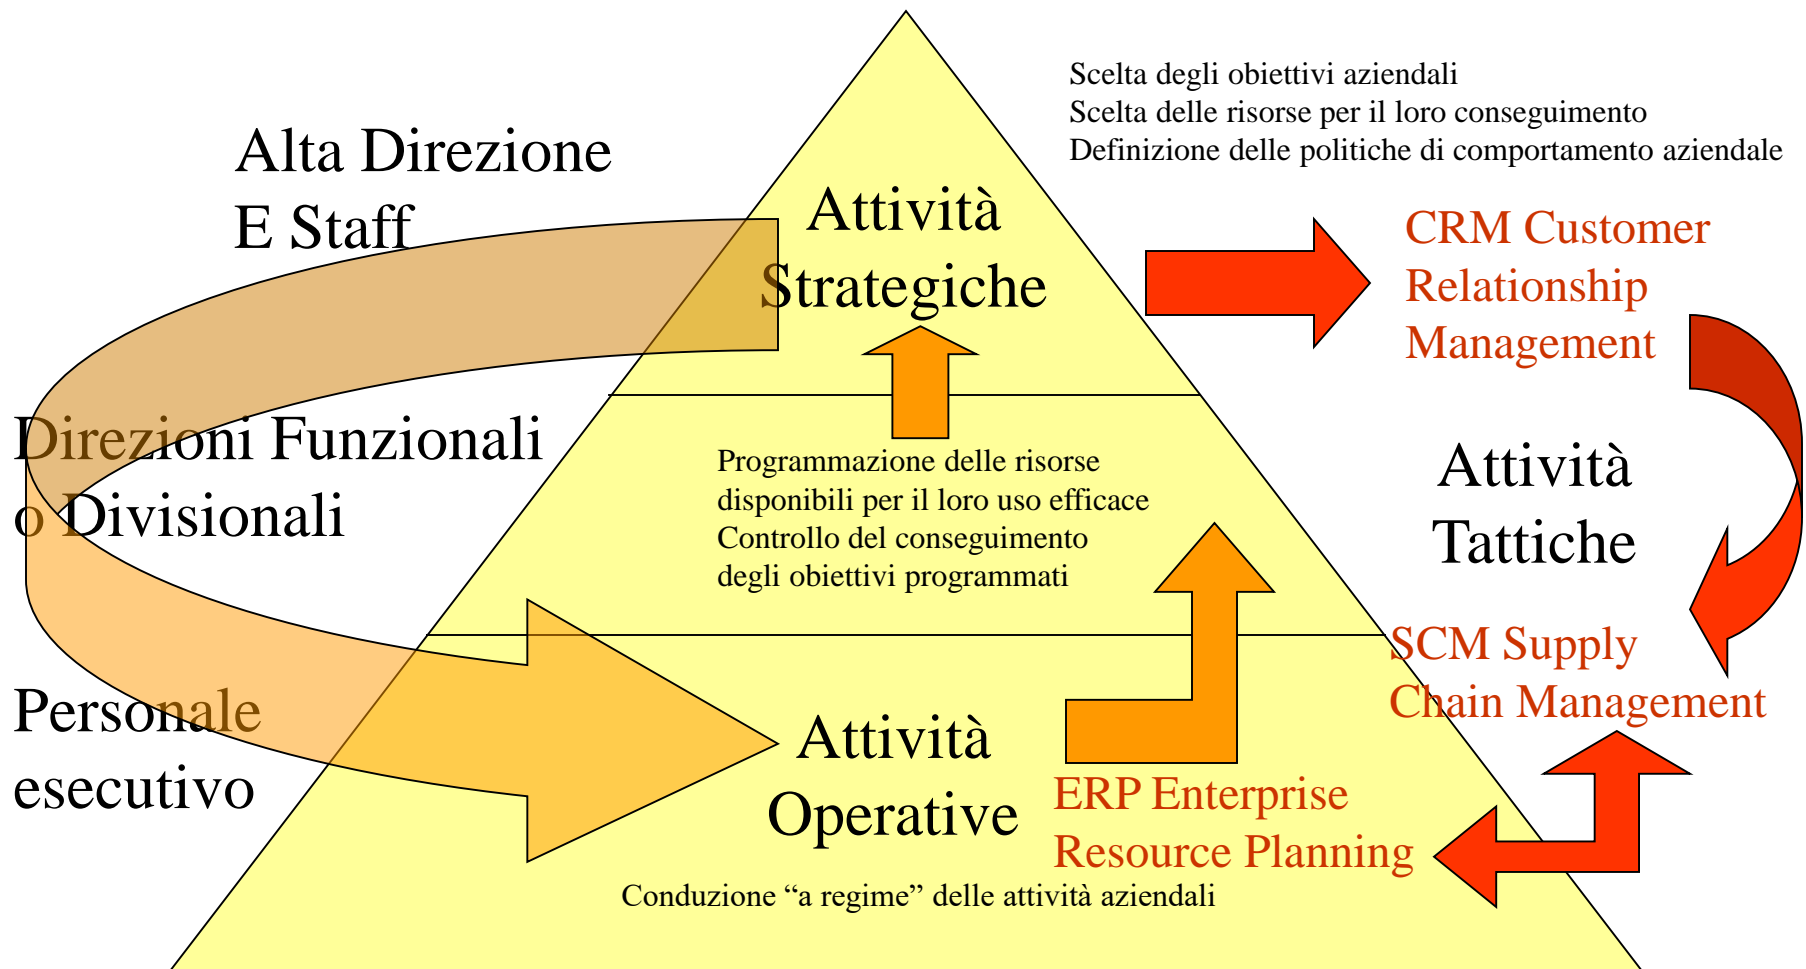 Scelta degli obiettivi aziendali
Scelta delle risorse per il loro conseguimento
Definizione delle politiche di comportamento aziendale
Alta Direzione
E Staff
Attività
Strategiche
CRM Customer
Relationship
Management
Direzioni Funzionali
o Divisionali
Programmazione delle risorse
disponibili per il loro uso efficace
Controllo del conseguimento
degli obiettivi programmati
Attività
Tattiche
SCM Supply
Chain Management
Personale
esecutivo
Attività
Operative
ERP Enterprise
Resource Planning
Conduzione “a regime” delle attività aziendali